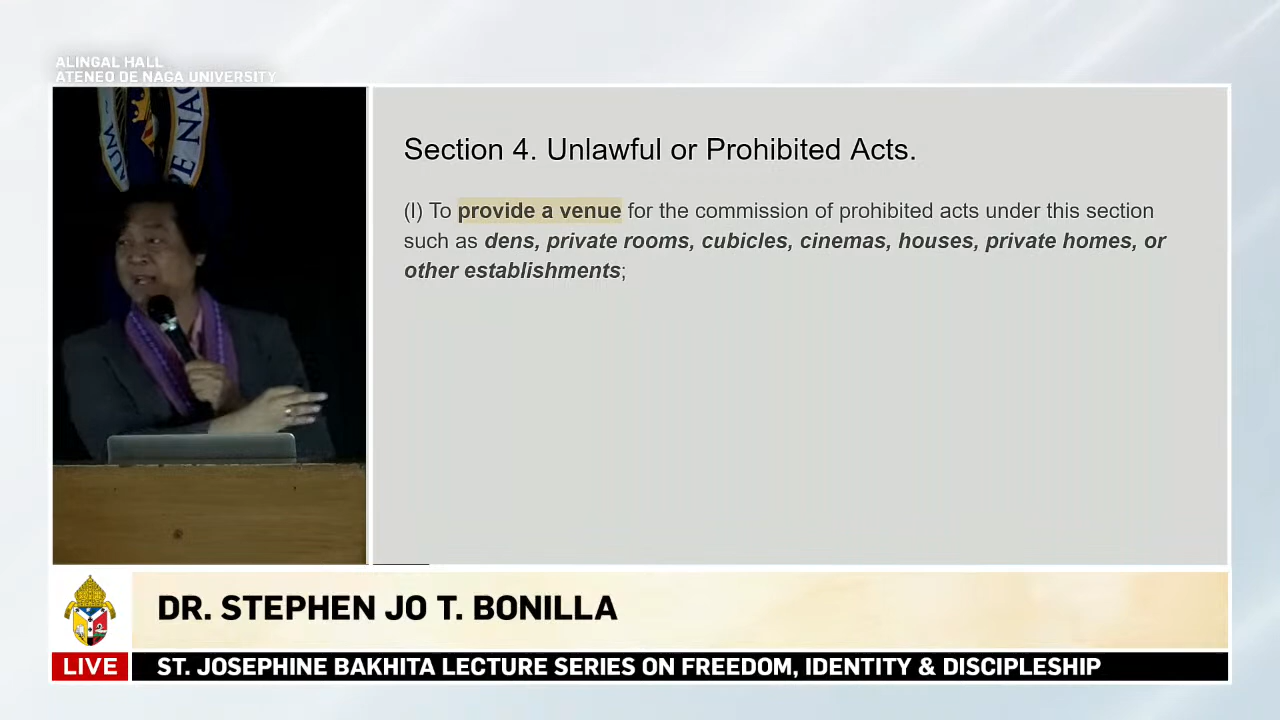 ALINGAL HALL
ATENEO DE NAGA UNIVERSITY
Section 4. Unlawful or Prohibited Acts.
(l) To provide a venue for the commission of prohibited acts under this section
such as dens, private rooms, cubicles, cinemas, houses, private homes, or
other establishments;
DR. STEPHEN JO T. BONILLA
LIVE
ST. JOSEPHINE BAKHITA LECTURE SERIES ON FREEDOM, IDENTITY & DISCIPLESHIP